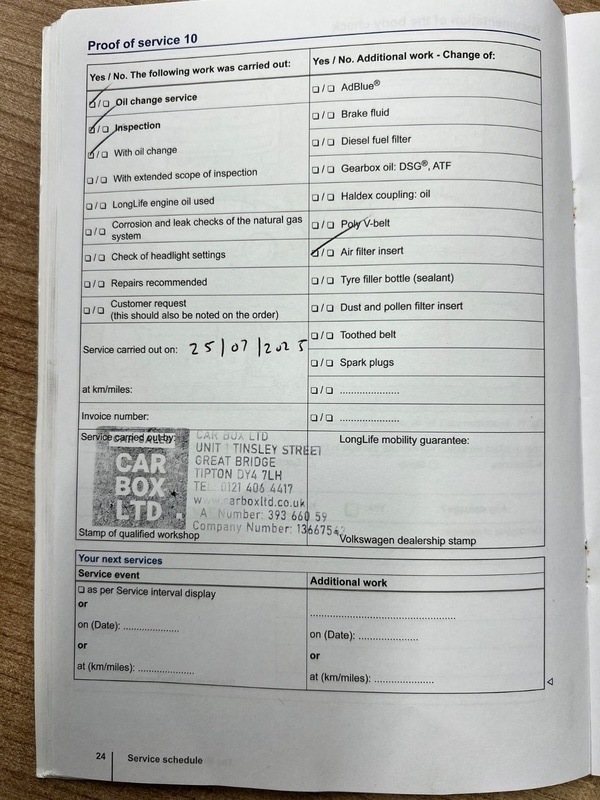 Proof of service 10
Yes / No. The following work was carried out:
☑ / ❏ Oil change service
☑ / ❏ Inspection
☑ / ❏ With oil change
❏ / ❏ With extended scope of inspection
❏ / ❏ LongLife engine oil used
❏ / ❏ Corrosion and leak checks of the natural gas
system
❏ / ❏ Check of headlight settings
❏ / ❏ Repairs recommended
❏ / ❏ Customer request
(this should also be noted on the order)
Service carried out on: 25/07/2025
at km/miles:
Invoice number:
Yes / No. Additional work - Change of:
❏ / ❏ AdBlue®
❏ / ❏ Brake fluid
❏ / ❏ Diesel fuel filter
❏ / ❏ Gearbox oil: DSG®, ATF
❏ / ❏ Haldex coupling: oil
❏ / ❏ Poly V-belt
☑ / ❏ Air filter insert
❏ / ❏ Tyre filler bottle (sealant)
❏ / ❏ Dust and pollen filter insert
❏ / ❏ Toothed belt
❏ / ❏ Spark plugs
❏ / ❏ .....................
❏ / ❏ .....................
Service carried out by:
CAR
BOX
LTD
CAR BOX LTD
UNIT 1 TINSLEY STREET
GREAT BRIDGE
TIPTON DY4 7LH
0121 406 4417
arboxltd.co.uk
Number: 393 660 59
Company Number: 1366754
Stamp of qualified workshop
LongLife mobility guarantee:
Volkswagen dealership stamp
Your next services
Service event
❏ as per Service interval display
or
on (Date): ...................
or
at (km/miles): ...................
Additional work
..................................................
on (Date): ....................
or
at (km/miles): ....................
24 Service schedule